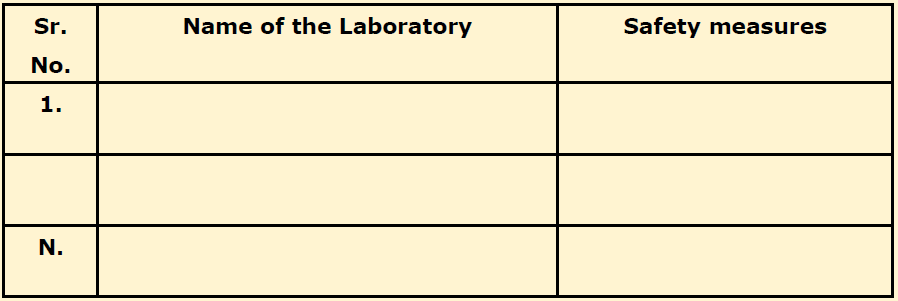 Sr. No.
Name of the Laboratory
Safety measures
1.
N.